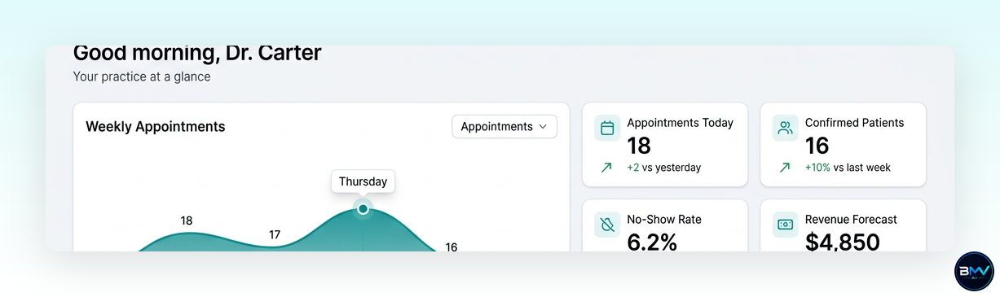 Good morning, Dr. Carter
Your practice at a glance
Weekly Appointments
Appointments
Thursday
18
17
16
Appointments Today
18
+2 vs yesterday
Confirmed Patients
16
+10% vs last week
No-Show Rate
6.2%
Revenue Forecast
$4,850
BMV
AI